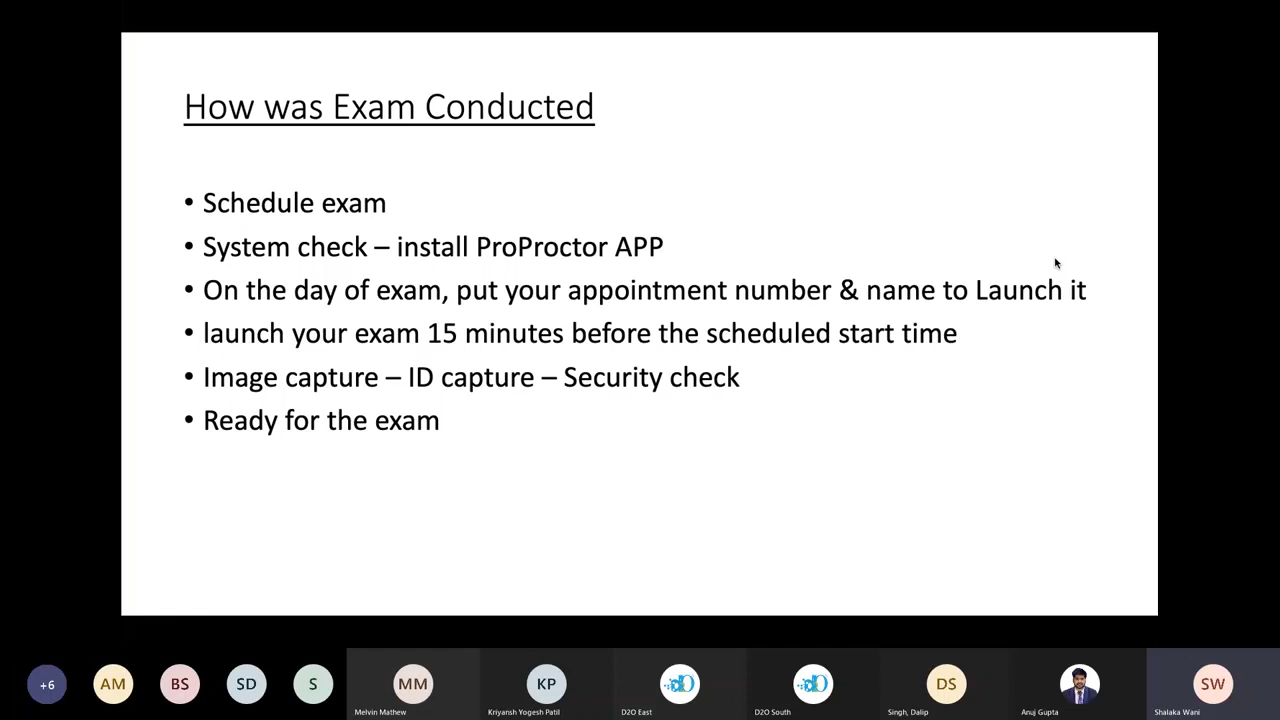 How was Exam Conducted
• Schedule exam
• System check – install ProProctor APP
• On the day of exam, put your appointment number & name to Launch it
• launch your exam 15 minutes before the scheduled start time
• Image capture – ID capture – Security check
• Ready for the exam
+6 AM BS SD S MM KP dO dO DS SW
Melvin Mathew Kriyansh Yogesh Patil D2O East D2O South Singh, Dalip Anuj Gupta Shalaka Wani